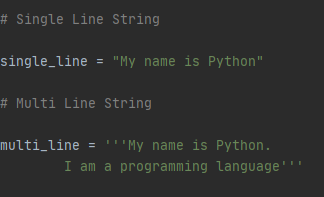 # Single Line String
single_line = "My name is Python"
# Multi Line String
multi_line = '''My name is Python.
        I am a programming language'''